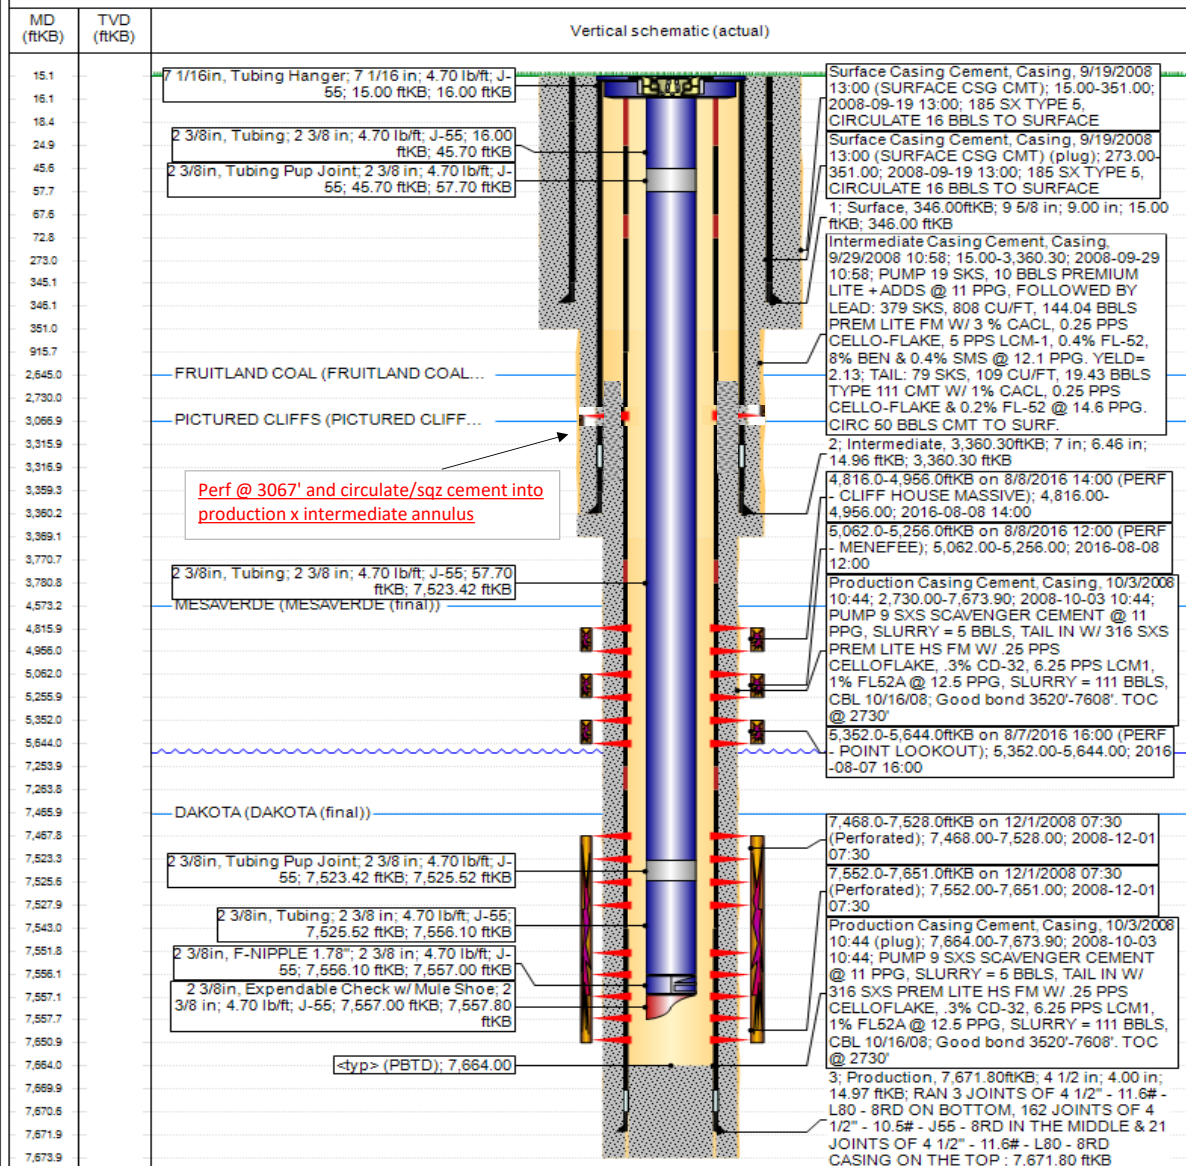 MD
(ftKB)
TVD
(ftKB)
Vertical schematic (actual)
15.1
16.1
18.4
24.9
45.6
57.7
67.6
72.8
273.0
345.1
346.1
351.0
915.7
2,645.0
2,730.0
3,066.9
3,315.9
3,316.9
3,359.3
3,360.2
3,369.1
3,770.7
3,780.8
4,573.2
4,815.9
4,956.0
5,062.0
5,255.9
5,352.0
5,644.0
7,253.9
7,263.8
7,465.9
7,467.8
7,523.3
7,525.6
7,527.9
7,543.0
7,551.8
7,556.1
7,557.1
7,557.7
7,650.9
7,664.0
7,669.9
7,670.6
7,671.9
7,673.9
7 1/16in, Tubing Hanger; 7 1/16 in; 4.70 lb/ft; J-
55; 15.00 ftKB; 16.00 ftKB
2 3/8in, Tubing; 2 3/8 in; 4.70 lb/ft; J-55; 16.00
ftKB; 45.70 ftKB
2 3/8in, Tubing Pup Joint; 2 3/8 in; 4.70 lb/ft; J-
55; 45.70 ftKB; 57.70 ftKB
FRUITLAND COAL (FRUITLAND COAL...
PICTURED CLIFFS (PICTURED CLIFF...
Perf @ 3067' and circulate/sqz cement into
production x intermediate annulus
2 3/8in, Tubing; 2 3/8 in; 4.70 lb/ft; J-55; 57.70
ftKB; 7,523.42 ftKB
MESAVERDE (MESAVERDE (final))
DAKOTA (DAKOTA (final))
2 3/8in, Tubing Pup Joint; 2 3/8 in; 4.70 lb/ft; J-
55; 7,523.42 ftKB; 7,525.52 ftKB
2 3/8in, Tubing; 2 3/8 in; 4.70 lb/ft; J-55;
7,525.52 ftKB; 7,556.10 ftKB
2 3/8in, F-NIPPLE 1.78"; 2 3/8 in; 4.70 lb/ft; J-
55; 7,556.10 ftKB; 7,557.00 ftKB
2 3/8in, Expendable Check w/ Mule Shoe; 2
3/8 in; 4.70 lb/ft; J-55; 7,557.00 ftKB; 7,557.80
ftKB
<typ> (PBTD); 7,664.00
Surface Casing Cement, Casing, 9/19/2008
13:00 (SURFACE CSG CMT); 15.00-351.00;
2008-09-19 13:00; 185 SX TYPE 5,
CIRCULATE 16 BBLS TO SURFACE
Surface Casing Cement, Casing, 9/19/2008
13:00 (SURFACE CSG CMT) (plug); 273.00-
351.00; 2008-09-19 13:00; 185 SX TYPE 5,
CIRCULATE 16 BBLS TO SURFACE
1; Surface, 346.00ftKB; 9 5/8 in; 9.00 in; 15.00
ftKB; 346.00 ftKB
Intermediate Casing Cement, Casing,
9/29/2008 10:58; 15.00-3,360.30; 2008-09-29
10:58; PUMP 19 SKS, 10 BBLS PREMIUM
LITE + ADDS @ 11 PPG, FOLLOWED BY
LEAD: 379 SKS, 808 CU/FT, 144.04 BBLS
PREM LITE FM W/ 3 % CACL, 0.25 PPS
CELLO-FLAKE, 5 PPS LCM-1, 0.4% FL-52,
8% BEN & 0.4% SMS @ 12.1 PPG. YELD=
2.13; TAIL: 79 SKS, 109 CU/FT, 19.43 BBLS
TYPE 111 CMT W/ 1% CACL, 0.25 PPS
CELLO-FLAKE & 0.2% FL-52 @ 14.6 PPG.
CIRC 50 BBLS CMT TO SURF.
2; Intermediate, 3,360.30ftKB; 7 in; 6.46 in;
14.96 ftKB; 3,360.30 ftKB
4,816.0-4,956.0ftKB on 8/8/2016 14:00 (PERF
- CLIFF HOUSE MASSIVE); 4,816.00-
4,956.00; 2016-08-08 14:00
5,062.0-5,256.0ftKB on 8/8/2016 12:00 (PERF
- MENEFEE); 5,062.00-5,256.00; 2016-08-08
12:00
Production Casing Cement, Casing, 10/3/2008
10:44; 2,730.00-7,673.90; 2008-10-03 10:44;
PUMP 9 SXS SCAVENGER CEMENT @ 11
PPG, SLURRY = 5 BBLS, TAIL IN W/ 316 SXS
PREM LITE HS FM W/ .25 PPS
CELLOFLAKE, .3% CD-32, 6.25 PPS LCM1,
1% FL52A @ 12.5 PPG, SLURRY = 111 BBLS,
CBL 10/16/08; Good bond 3520'-7608'. TOC
@ 2730'
5,352.0-5,644.0ftKB on 8/7/2016 16:00 (PERF
- POINT LOOKOUT); 5,352.00-5,644.00; 2016
-08-07 16:00
7,468.0-7,528.0ftKB on 12/1/2008 07:30
(Perforated); 7,468.00-7,528.00; 2008-12-01
07:30
7,552.0-7,651.0ftKB on 12/1/2008 07:30
(Perforated); 7,552.00-7,651.00; 2008-12-01
07:30
Production Casing Cement, Casing, 10/3/2008
10:44 (plug); 7,664.00-7,673.90; 2008-10-03
10:44; PUMP 9 SXS SCAVENGER CEMENT
@ 11 PPG, SLURRY = 5 BBLS, TAIL IN W/
316 SXS PREM LITE HS FM W/ .25 PPS
CELLOFLAKE, .3% CD-32, 6.25 PPS LCM1,
1% FL52A @ 12.5 PPG, SLURRY = 111 BBLS,
CBL 10/16/08; Good bond 3520'-7608'. TOC
@ 2730'
3; Production, 7,671.80ftKB; 4 1/2 in; 4.00 in;
14.97 ftKB; RAN 3 JOINTS OF 4 1/2" - 11.6# -
L80 - 8RD ON BOTTOM, 162 JOINTS OF 4
1/2" - 10.5# - J55 - 8RD IN THE MIDDLE & 21
JOINTS OF 4 1/2" - 11.6# - L80 - 8RD
CASING ON THE TOP ; 7,671.80 ftKB